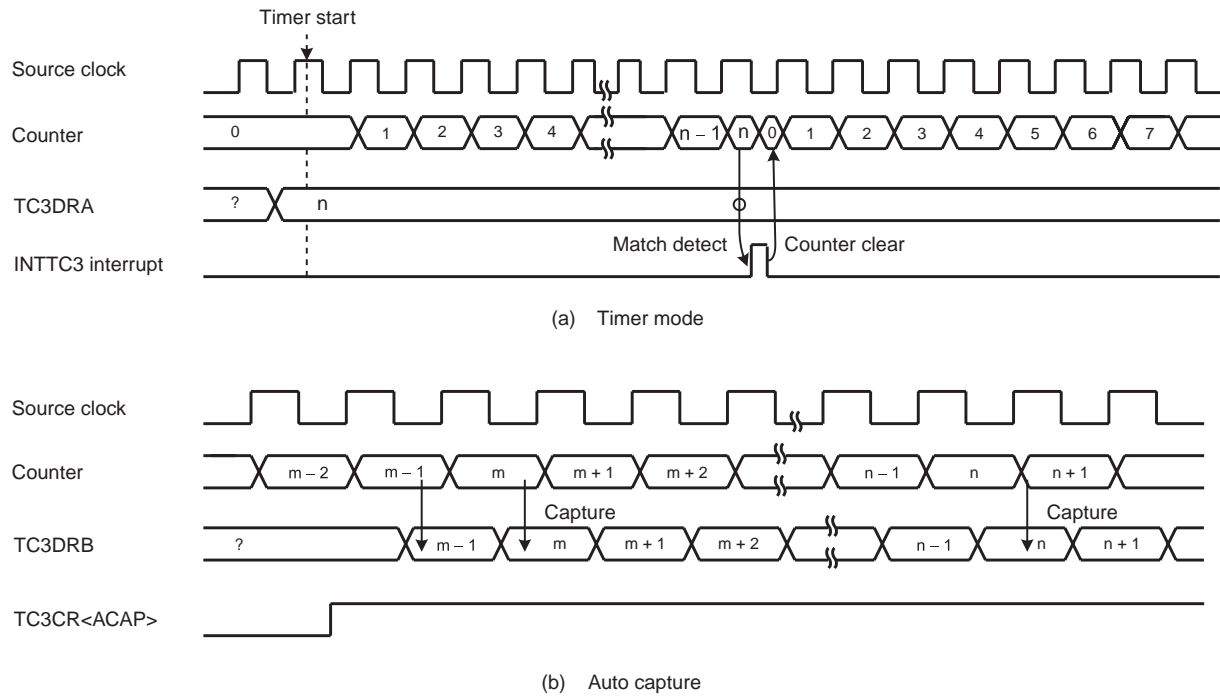 Timer start
Source clock
Counter 0 1 2 3 4 n – 1 n 0 1 2 3 4 5 6 7
TC3DRA ? n
Match detect Counter clear
INTTC3 interrupt
(a) Timer mode
Source clock
Counter m – 2 m – 1 m m + 1 m + 2 n – 1 n n + 1
Capture Capture
TC3DRB ? m – 1 m m + 1 m + 2 n – 1 n n + 1
TC3CR<ACAP>
(b) Auto capture